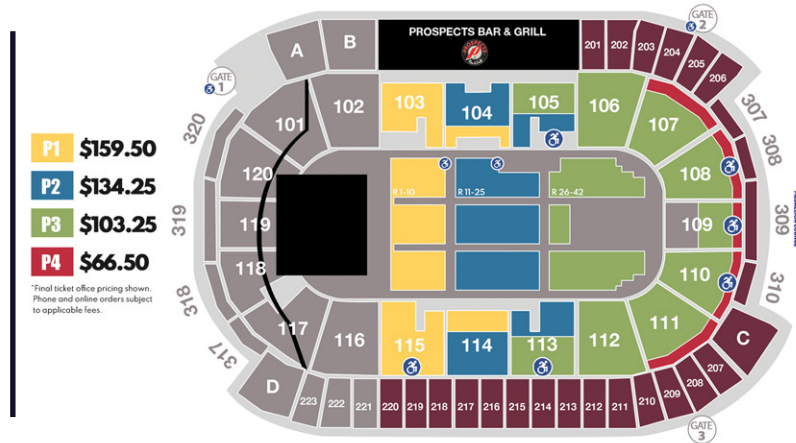 PROSPECTS BAR & GRILL
PROSPECTS
GATE
1
GATE
2
GATE
3
A
B
C
D
101
102
103
104
105
106
107
108
109
110
111
112
113
114
115
116
117
118
119
120
201
202
203
204
205
206
207
208
209
210
211
212
213
214
215
216
217
218
219
220
221
222
223
307
308
309
310
317
318
319
320
R 1-10
R 11-25
R 26-42
P1 $159.50
P2 $134.25
P3 $103.25
P4 $66.50
*Final ticket office pricing shown.
Phone and online orders subject
to applicable fees.